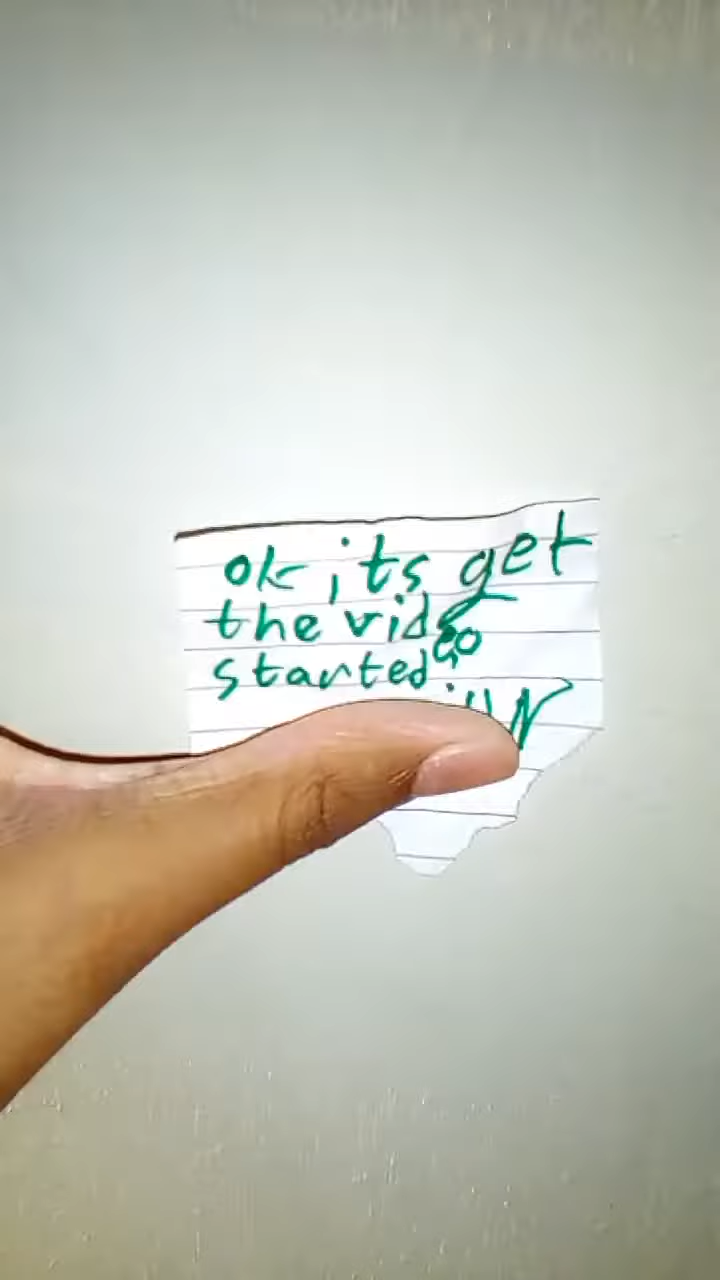 ok, its get
the video
started